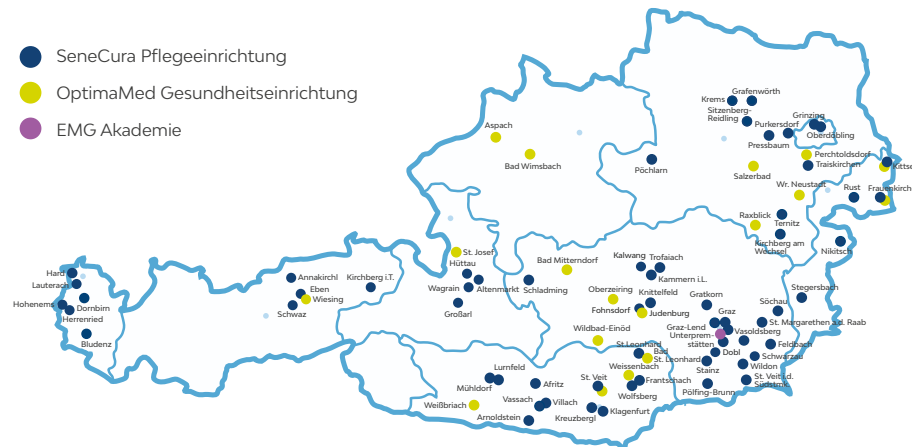 SeneCura Pflegeeinrichtung
OptimaMed Gesundheitseinrichtung
EMG Akademie
Hard
Lauterach
Hohenems
Dornbirn
Herrenried
Bludenz
Annakirchl
Eben
Wiesing
Schwaz
Kirchberg i.T.
Aspach
Bad Wimsbach
St. Josef
Hüttau
Wagrain
Altenmarkt
Großarl
Schladming
Bad Mitterndorf
Krems
Grafenwörth
Sitzenberg-
Reidling
Purkersdorf
Grinzing
Oberdöbling
Pressbaum
Pöchlarn
Salzerbad
Perchtoldsdorf
Traiskirchen
Kittse
Wr. Neustadt
Rust
Frauenkirche
Raxblick
Ternitz
Kirchberg am
Wechsel
Nikitsch
Kalwang
Trofaiach
Kammern i.L.
Oberzeiring
Knittelfeld
Fohnsdorf
Judenburg
Wildbad-Einöd
Gratkorn
Graz
Graz-Lend
Unterprem-
stätten
Vasoldsberg
Söchau
Stegersbach
St. Margarethen a.d. Raab
Feldbach
Dobl
Stainz
Schwarzau
Wildon
St. Veit i.d.
Südstmk.
Pölfing-Brunn
St.Leonhard
Bad
St. Leonhard
Weissenbach
Frantschach
Wolfsberg
St. Veit
Lurnfeld
Mühldorf
Afritz
Vassach
Villach
Weißbriach
Arnoldstein
Kreuzbergl
Klagenfurt